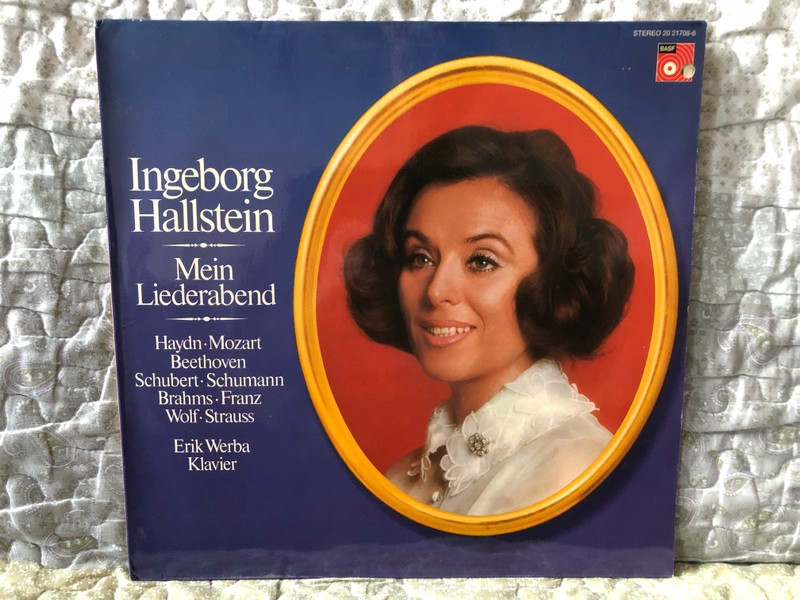 STEREO 20 21708-6
BASF
Ingeborg
Hallstein
Mein
Liederabend
Haydn · Mozart
Beethoven
Schubert · Schumann
Brahms · Franz
Wolf · Strauss
Erik Werba
Klavier